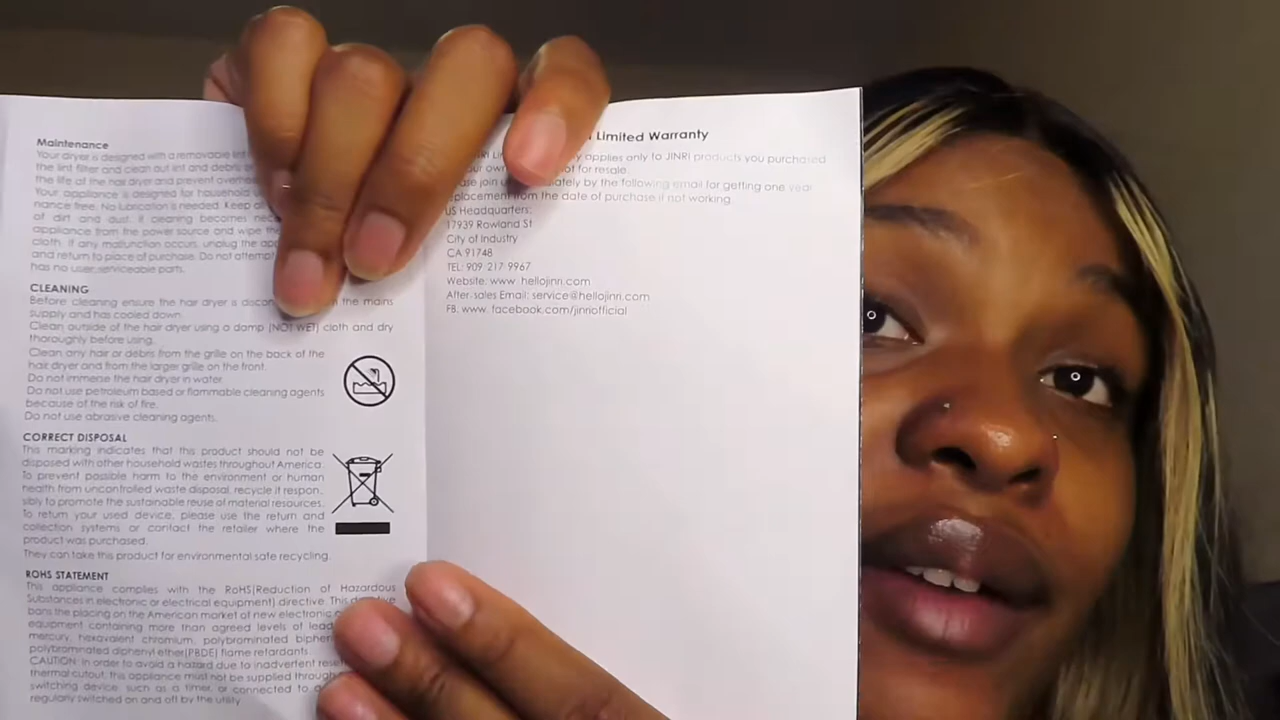 Maintenance
Your dryer is designed with a removable lint
the lint filter and clean out lint and debris
the life of the hair dryer and prevent
Your appliance is designed for household
nance free. No lubrication is needed. Keep
of dirt and dust. If cleaning becomes
appliance from the power source and wipe the
cloth. If any malfunction occurs, unplug the
and return to place of purchase. Do not attempt
has no user serviceable parts.
CLEANING
Before cleaning ensure the hair dryer is the mains
supply and has cooled down.
Clean outside of the hair dryer using a damp (NOT WET) cloth and dry
thoroughly before using.
Clean any hair or debris from the grille on the back of the
hair dryer and from the larger grille on the front.
Do not immense the hair dryer in water
Do not use petroleum based or flammable cleaning agents
because of the risk of fire.
Do not use abrasive cleaning agents.
CORRECT DISPOSAL
This marking indicates that this product should not be
disposed with other household wastes throughout America.
To prevent possible harm to the environment or human
health from uncontrolled waste disposal, recycle it respon-
sibly to promote the sustainable reuse of material resources.
To return your used device, please use the return and
collection systems or contact the retailer where the
product was purchased.
They can take this product for environmental safe recycling.
ROHS STATEMENT
This appliance complies with the RoHS(Reduction of Hazardous
Substances in electronic or electrical equipment) directive. This
bans the placing on the American market of new electronic
equipment containing more than agreed levels of lead
mercury, hexavalent chromium, polybrominated
polybrominated diphenyl ether(PBDE) flame retardants.
CAUTION: In order to avoid a hazard due to inadvertent
thermal cutout, this appliance must not be supplied through
switching device, such as a timer, or connected to
regularly switched on and off by the utility
Limited Warranty
applies only to JINRI products you purchased
for resale.
by the following email for getting one year
from the date of purchase if not working
US Headquarters:
17939 Rowland St
City of Industry
CA 91748
TEL: 909 217 9967
Website: www. hellojinri.com
After-sales Email: service@hellojinri.com
FB: www. facebook.com/jinriofficial